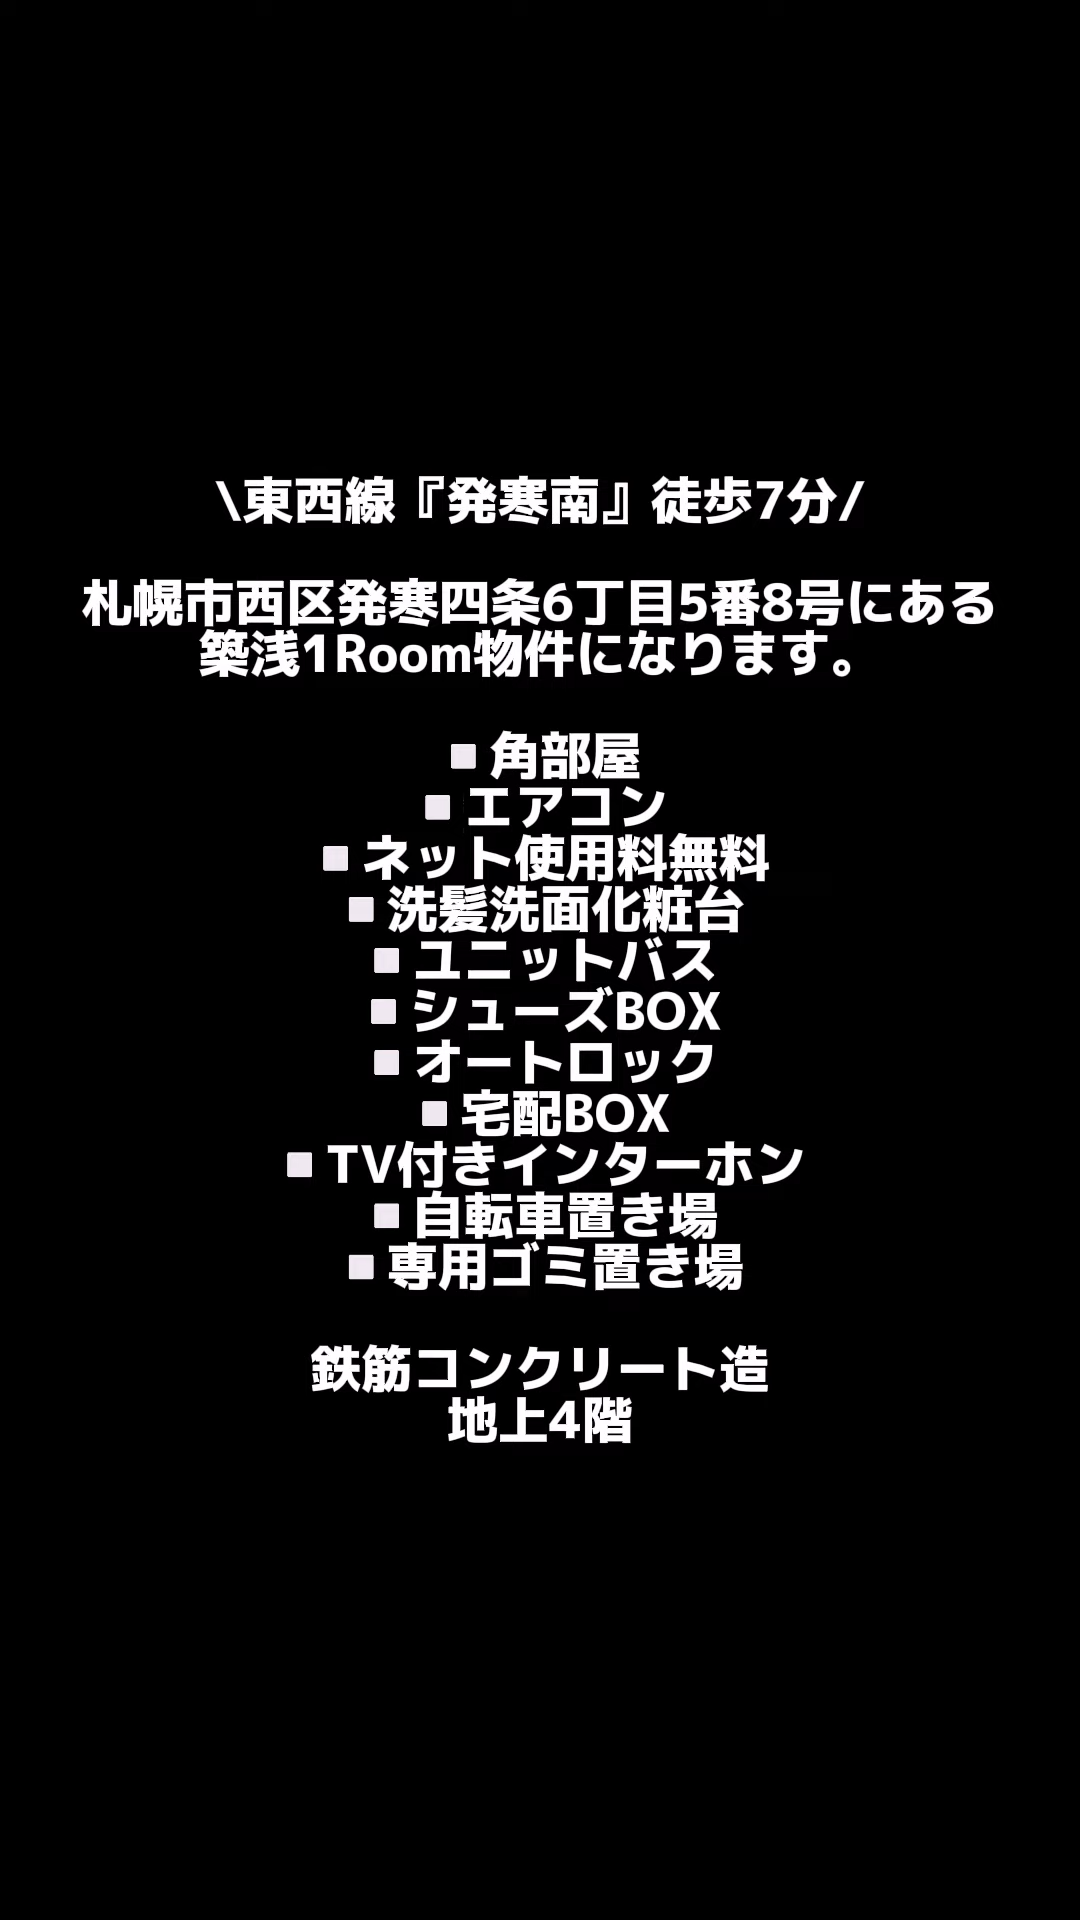 \東西線『発寒南』徒歩7分/
札幌市西区発寒四条6丁目5番8号にある
築浅1Room物件になります。
▫️角部屋
▫️エアコン
▫️ネット使用料無料
▫️洗髪洗面化粧台
▫️ユニットバス
▫️シューズBOX
▫️オートロック
▫️宅配BOX
▫️TV付きインターホン
▫️自転車置き場
▫️専用ゴミ置き場
鉄筋コンクリート造
地上4階